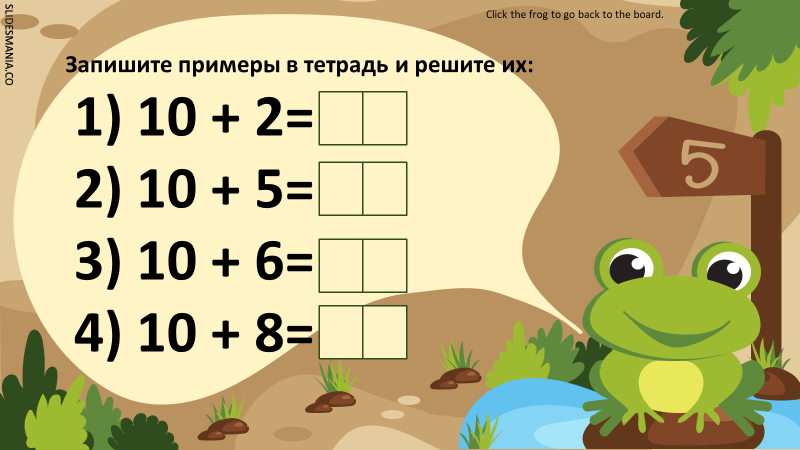 Click the frog to go back to the board.
SLIDESMANIA.CO
Запишите примеры в тетрадь и решите их:
1) 10 + 2=
2) 10 + 5=
3) 10 + 6=
4) 10 + 8=
5